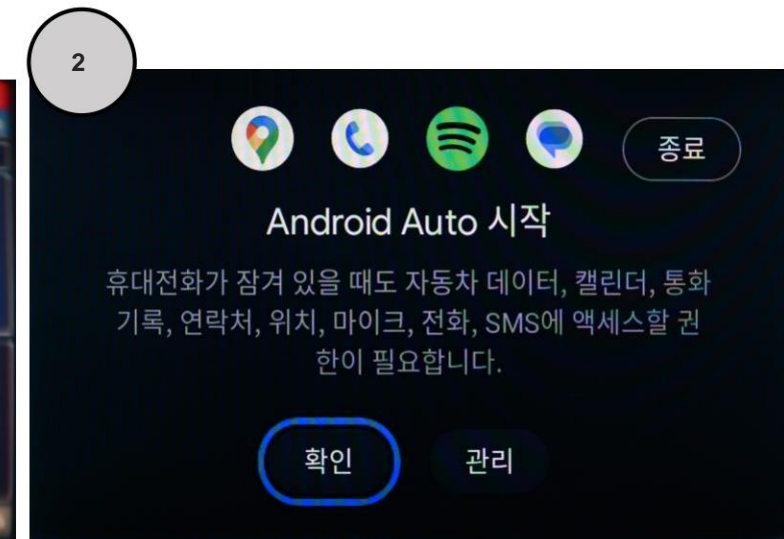 2
종료
Android Auto 시작
휴대전화가 잠겨 있을 때도 자동차 데이터, 캘린더, 통화
기록, 연락처, 위치, 마이크, 전화, SMS에 액세스할 권
한이 필요합니다.
확인
관리